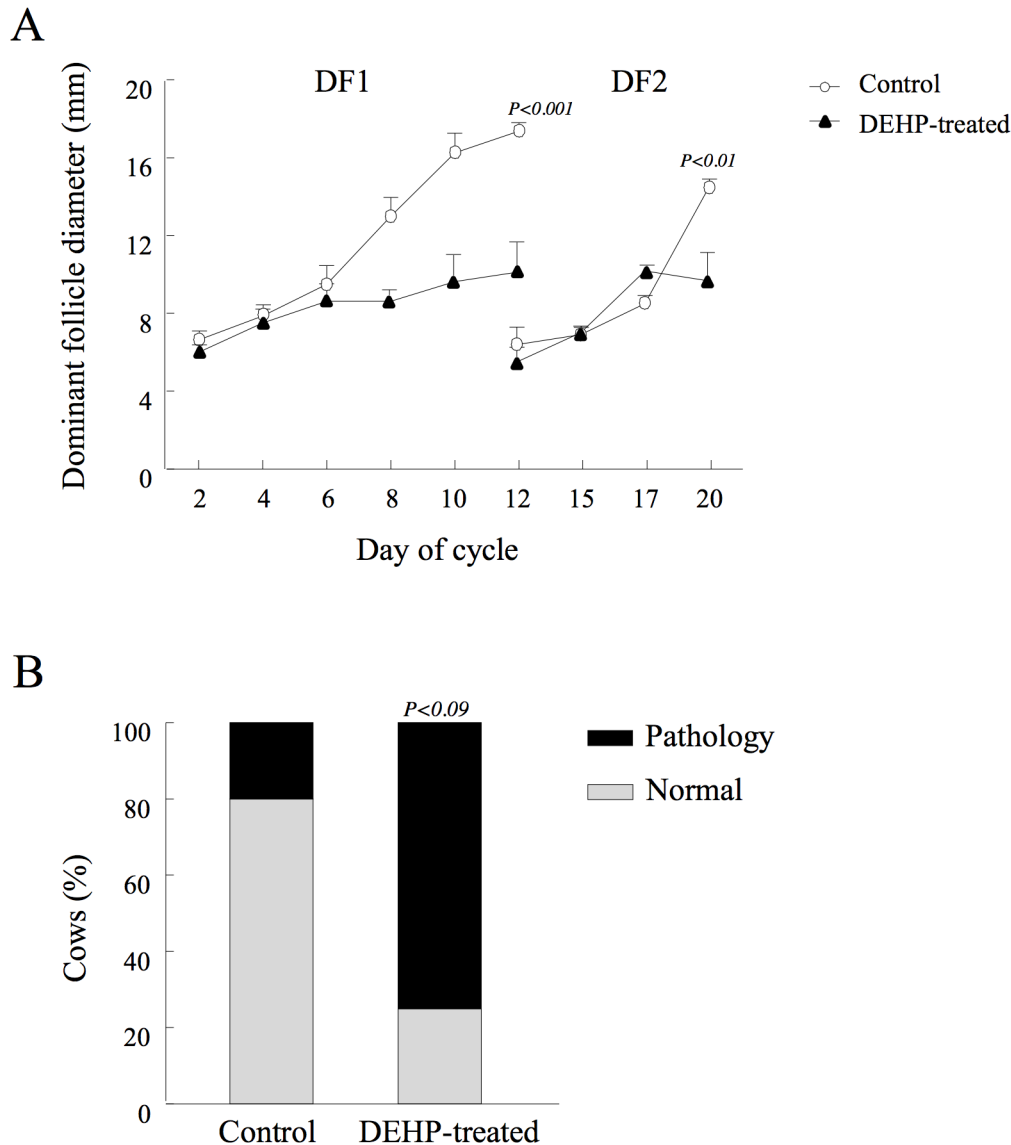 A
DF1 DF2
Dominant follicle diameter (mm)
20
16
12
8
4
0
P<0.001
P<0.01
Control
DEHP-treated
2 4 6 8 10 12 15 17 20
Day of cycle
B
P<0.09
Cows (%)
100
80
60
40
20
0
Pathology
Normal
Control DEHP-treated